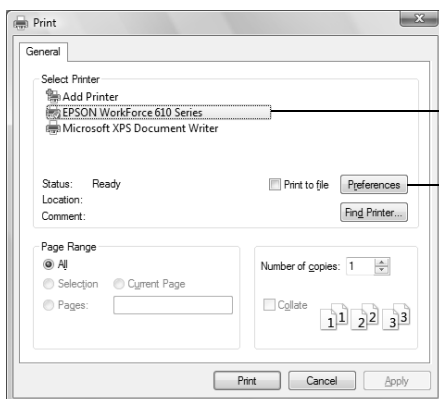 Print
General
Select Printer
Add Printer
EPSON WorkForce 610 Series
Microsoft XPS Document Writer
Status: Ready
Print to file
Preferences
Location:
Comment:
Find Printer...
Page Range
All
Selection
Current Page
Pages:
Number of copies: 1
Collate
1 1 2 2 3 3
Print
Cancel
Apply